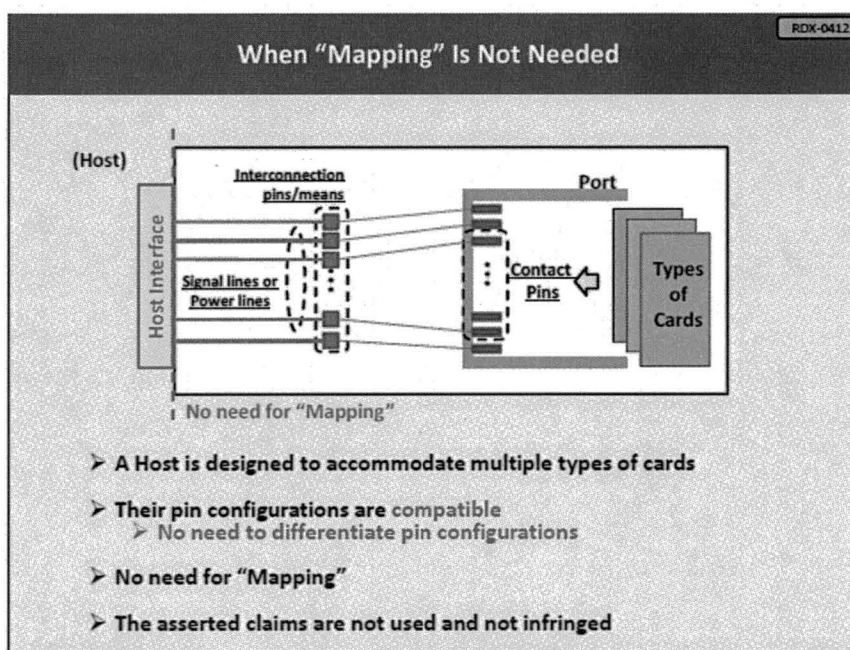 RDX-0412
When “Mapping” Is Not Needed
(Host)
Interconnection
pins/means
Port
Host Interface
Signal lines or
Power lines
Contact
Pins
Types
of
Cards
No need for “Mapping”
➤ A Host is designed to accommodate multiple types of cards
➤ Their pin configurations are compatible
➤ No need to differentiate pin configurations
➤ No need for “Mapping”
➤ The asserted claims are not used and not infringed